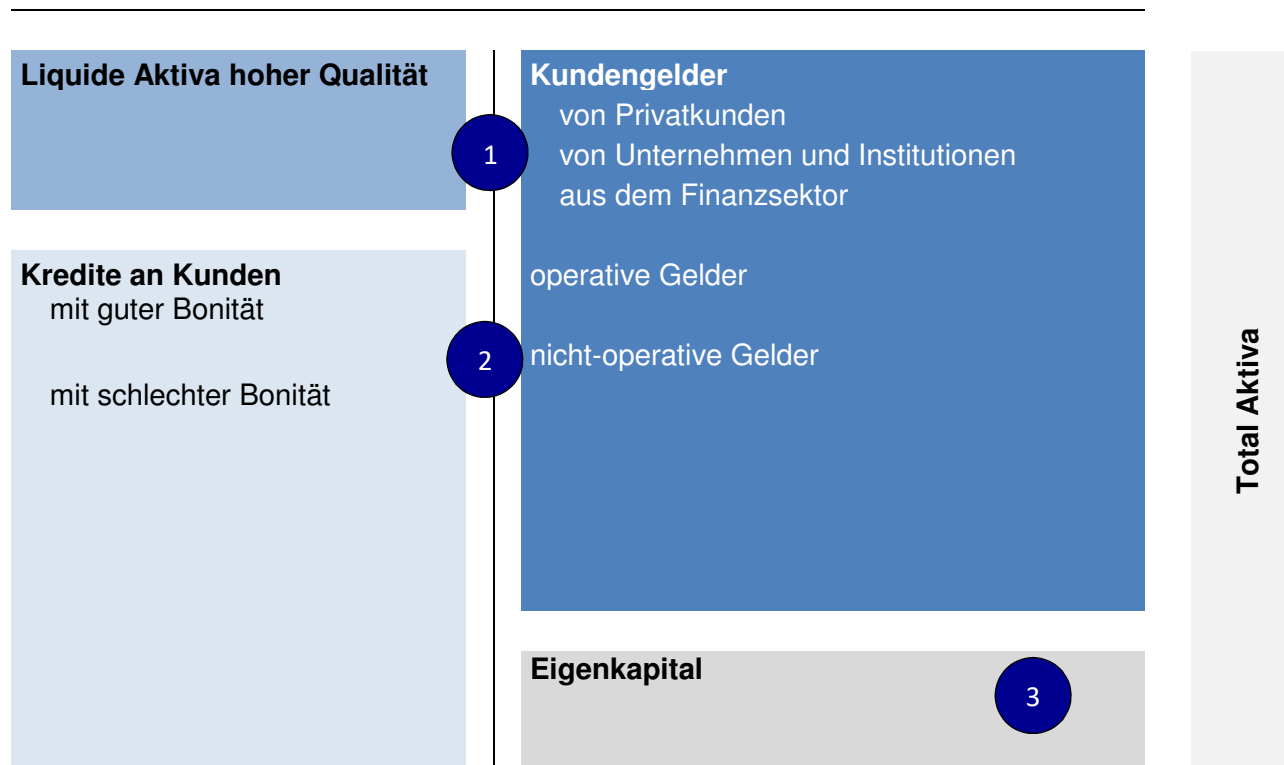 Liquide Aktiva hoher Qualität
1
Kredite an Kunden
mit guter Bonität
2
mit schlechter Bonität
Kundengelder
von Privatkunden
von Unternehmen und Institutionen
aus dem Finanzsektor
operative Gelder
nicht-operative Gelder
Eigenkapital
3
Total Aktiva